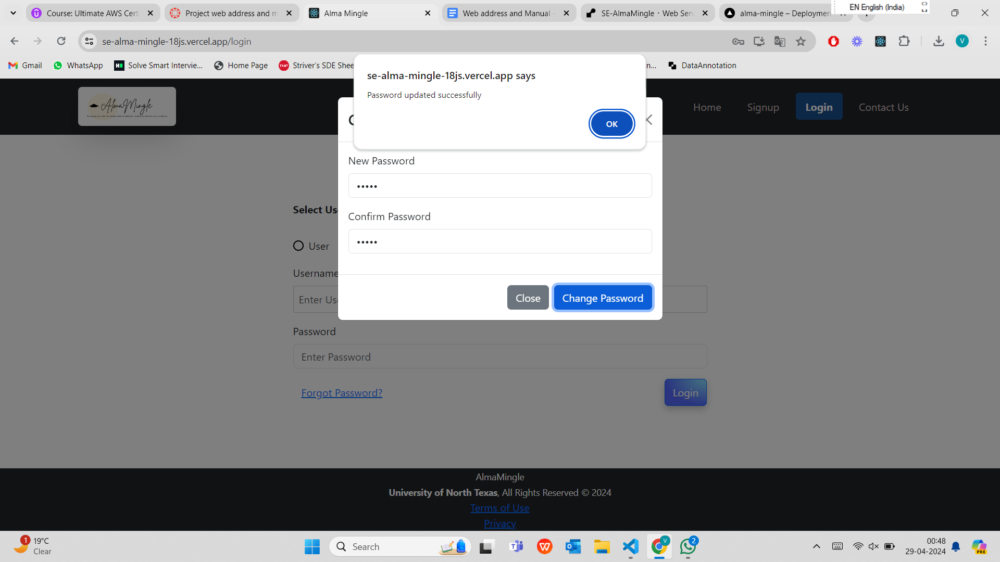 Course: Ultimate AWS Cert
Project web address and m
Alma Mingle
Web address and Manual -
SE-AlmaMingle · Web Serv
alma-mingle – Deploymen
EN English (India)
se-alma-mingle-18js.vercel.app/login
V
Gmail
WhatsApp
Solve Smart Intervie...
Home Page
TUF
Striver's SDE Shee
n...
DataAnnotation
se-alma-mingle-18js.vercel.app says
Password updated successfully
OK
AlmaMingle
Home
Signup
Login
Contact Us
New Password
Confirm Password
Close
Change Password
Select Us
User
Username
Enter Us
Password
Enter Password
Forgot Password?
Login
AlmaMingle
University of North Texas, All Rights Reserved © 2024
Terms of Use
Privacy
1
19°C
Clear
Search
V
2
00:48
29-04-2024
PRE